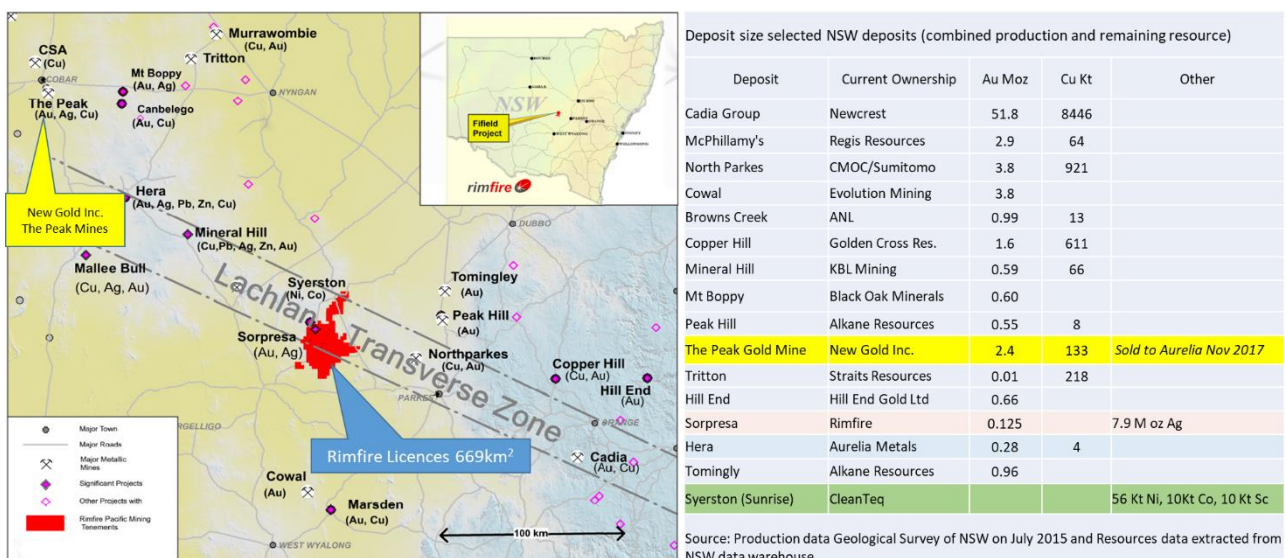 CSA
(Cu)
COBAR
The Peak
(Au, Ag, Cu)
New Gold Inc.
The Peak Mines
Murrawombie
(Cu, Au)
Tritton
Mt Boppy
(Au, Ag)
Canbelego
(Au, Cu)
NYNGAN
Hera
(Au, Ag, Pb, Zn, Cu)
Mineral Hill
(Cu,Pb, Ag, Zn, Au)
Mallee Bull
(Cu, Ag, Au)
Syerston
(Ni, Co)
Sorpresa
(Au, Ag)
Lachlan Transverse Zone
DUBBO
Tomingley
(Au)
Peak Hill
(Au)
Northparkes
(Cu, Au)
PARKES
Copper Hill
(Cu, Au)
Hill End
(Au)
ORANGE
Cadia
(Au, Cu)
Rimfire Licences 669km²
Cowal
(Au)
Marsden
(Au, Cu)
WEST WYALONG
100 km
NSW
Fifield
Project
rimfire
Major Town
Major Roads
Major Metallic
Mines
Significant Projects
Other Projects with
Rimfire Pacific Mining
Tenements
Deposit size selected NSW deposits (combined production and remaining resource)
Deposit Current Ownership Au Moz Cu Kt Other
Cadia Group Newcrest 51.8 8446
McPhillamy's Regis Resources 2.9 64
North Parkes CMOC/Sumitomo 3.8 921
Cowal Evolution Mining 3.8
Browns Creek ANL 0.99 13
Copper Hill Golden Cross Res. 1.6 611
Mineral Hill KBL Mining 0.59 66
Mt Boppy Black Oak Minerals 0.60
Peak Hill Alkane Resources 0.55 8
The Peak Gold Mine New Gold Inc. 2.4 133 Sold to Aurelia Nov 2017
Tritton Straits Resources 0.01 218
Hill End Hill End Gold Ltd 0.66
Sorpresa Rimfire 0.125 7.9 M oz Ag
Hera Aurelia Metals 0.28 4
Tomingly Alkane Resources 0.96
Syerston (Sunrise) CleanTeq 56 Kt Ni, 10Kt Co, 10 Kt Sc
Source: Production data Geological Survey of NSW on July 2015 and Resources data extracted from
NSW data warehouse